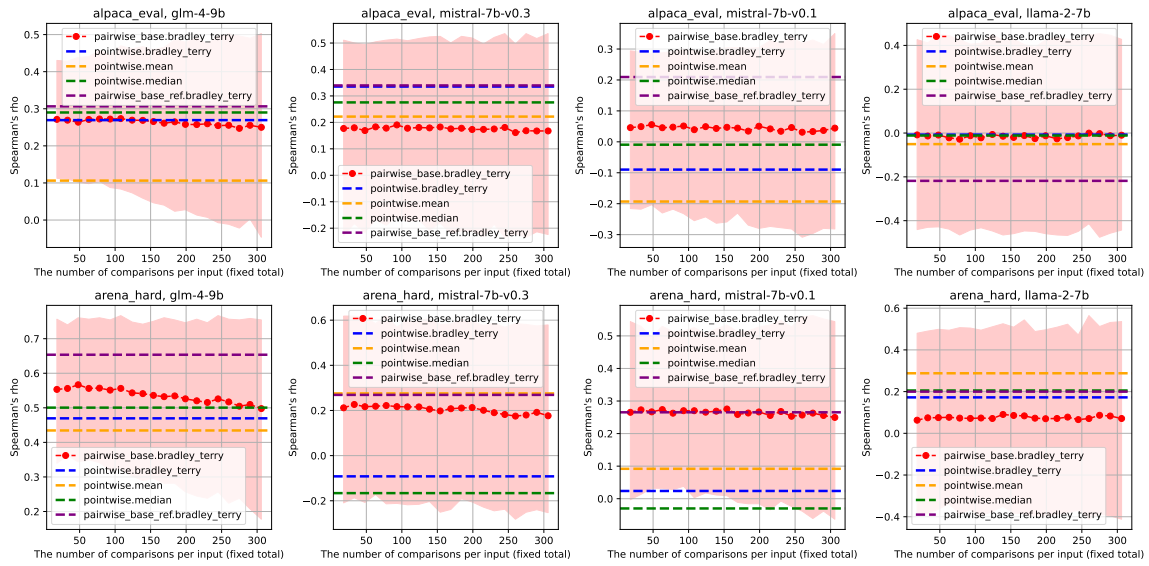 alpaca_eval, glm-4-9b
Spearman's rho
0.5
0.4
0.3
0.2
0.1
0.0
pairwise_base.bradley_terry
pointwise.bradley_terry
pointwise.mean
pointwise.median
pairwise_base_ref.bradley_terry
50 100 150 200 250 300
The number of comparisons per input (fixed total)
alpaca_eval, mistral-7b-v0.3
Spearman's rho
0.5
0.4
0.3
0.2
0.1
0.0
−0.1
−0.2
pairwise_base.bradley_terry
pointwise.bradley_terry
pointwise.mean
pointwise.median
pairwise_base_ref.bradley_terry
50 100 150 200 250 300
The number of comparisons per input (fixed total)
alpaca_eval, mistral-7b-v0.1
Spearman's rho
0.3
0.2
0.1
0.0
−0.1
−0.2
−0.3
pairwise_base.bradley_terry
pointwise.bradley_terry
pointwise.mean
pointwise.median
pairwise_base_ref.bradley_terry
50 100 150 200 250 300
The number of comparisons per input (fixed total)
alpaca_eval, llama-2-7b
Spearman's rho
0.4
0.2
0.0
−0.2
−0.4
pairwise_base.bradley_terry
pointwise.bradley_terry
pointwise.mean
pointwise.median
pairwise_base_ref.bradley_terry
50 100 150 200 250 300
The number of comparisons per input (fixed total)
arena_hard, glm-4-9b
Spearman's rho
0.7
0.6
0.5
0.4
0.3
0.2
pairwise_base.bradley_terry
pointwise.bradley_terry
pointwise.mean
pointwise.median
pairwise_base_ref.bradley_terry
50 100 150 200 250 300
The number of comparisons per input (fixed total)
arena_hard, mistral-7b-v0.3
Spearman's rho
0.6
0.4
0.2
0.0
−0.2
pairwise_base.bradley_terry
pointwise.bradley_terry
pointwise.mean
pointwise.median
pairwise_base_ref.bradley_terry
50 100 150 200 250 300
The number of comparisons per input (fixed total)
arena_hard, mistral-7b-v0.1
Spearman's rho
0.5
0.4
0.3
0.2
0.1
0.0
pairwise_base.bradley_terry
pointwise.bradley_terry
pointwise.mean
pointwise.median
pairwise_base_ref.bradley_terry
50 100 150 200 250 300
The number of comparisons per input (fixed total)
arena_hard, llama-2-7b
Spearman's rho
0.6
0.4
0.2
0.0
−0.2
−0.4
pairwise_base.bradley_terry
pointwise.bradley_terry
pointwise.mean
pointwise.median
pairwise_base_ref.bradley_terry
50 100 150 200 250 300
The number of comparisons per input (fixed total)